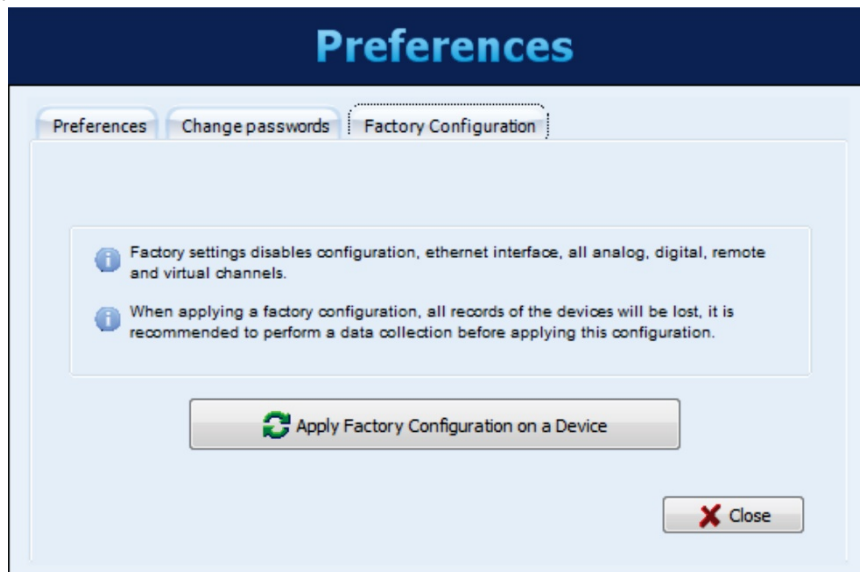 Preferences
Preferences Change passwords Factory Configuration
Factory settings disables configuration, ethernet interface, all analog, digital, remote
and virtual channels.
When applying a factory configuration, all records of the devices will be lost, it is
recommended to perform a data collection before applying this configuration.
Apply Factory Configuration on a Device
Close